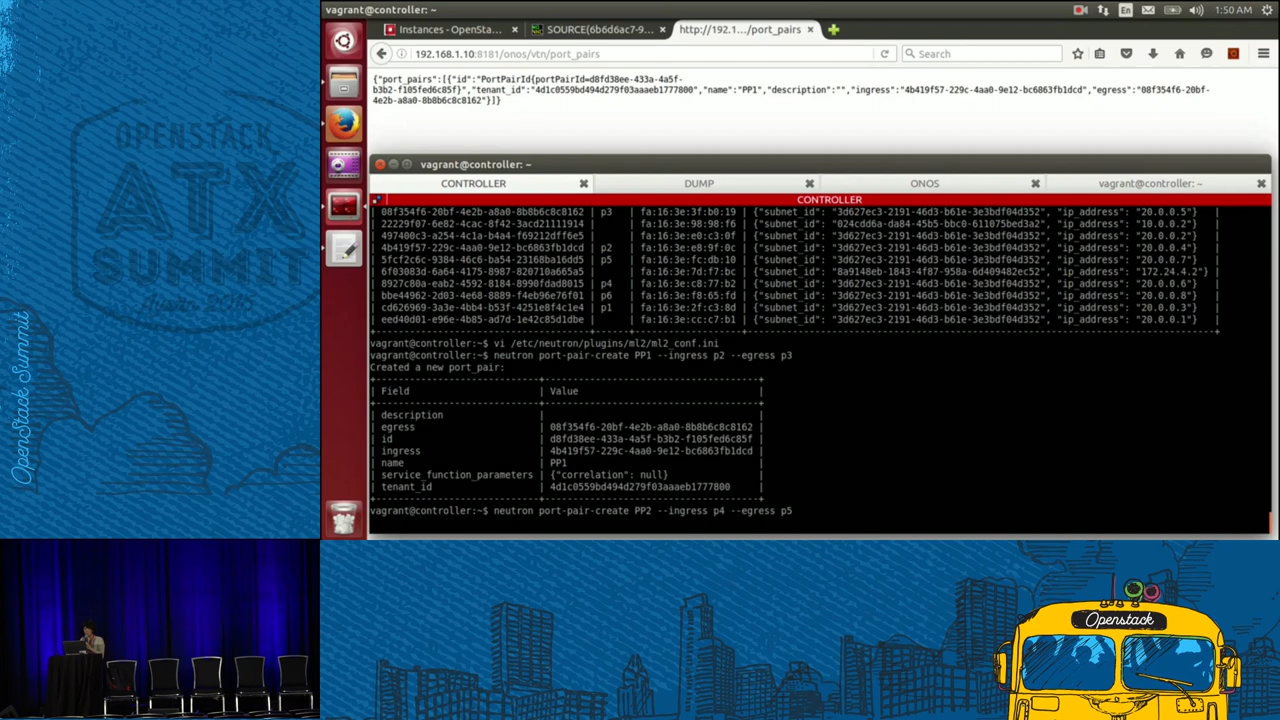 vagrant@controller: ~
En
1:50 AM
Instances - OpenSta...
SOURCE(6b6d6ac7-9...
http://192.1.../port_pairs
192.168.1.10:8181/onos/vtn/port_pairs
Search
{"port_pairs":[{"id":"PortPairId{portPairId=d8fd38ee-433a-4a5f-
b3b2-f105fed6c85f}","tenant_id":"4d1c0559bd494d279f03aaaeb1777800","name":"PP1","description":"","ingress":"4b419f57-229c-4aa0-9e12-bc6863fb1dcd","egress":"08f354f6-20bf-
4e2b-a8a0-8b8b6c8c8162"}]}
vagrant@controller: ~
CONTROLLER
DUMP
ONOS
vagrant@controller: ~
CONTROLLER
| 08f354f6-20bf-4e2b-a8a0-8b8b6c8c8162 | p3 | fa:16:3e:3f:b0:19 | {"subnet_id": "3d627ec3-2191-46d3-b61e-3e3bdf04d352", "ip_address": "20.0.0.5"} |
| 22229f07-6e82-4cac-8f42-3acd21111914 | | fa:16:3e:98:98:f6 | {"subnet_id": "024cdd6a-da84-45b5-bbc0-611075bed3a2", "ip_address": "10.0.0.2"} |
| 497400c3-a254-4c1a-b4a4-f69212dff6e5 | | fa:16:3e:e0:c3:0f | {"subnet_id": "3d627ec3-2191-46d3-b61e-3e3bdf04d352", "ip_address": "20.0.0.2"} |
| 4b419f57-229c-4aa0-9e12-bc6863fb1dcd | p2 | fa:16:3e:e8:9f:0c | {"subnet_id": "3d627ec3-2191-46d3-b61e-3e3bdf04d352", "ip_address": "20.0.0.4"} |
| 5fcf2c6c-9384-46c6-ba54-23168ba16dd5 | p5 | fa:16:3e:fc:db:10 | {"subnet_id": "3d627ec3-2191-46d3-b61e-3e3bdf04d352", "ip_address": "20.0.0.7"} |
| 6f03083d-6a64-4175-8987-820710a665a5 | | fa:16:3e:7d:f7:bc | {"subnet_id": "8a9148eb-1843-4f87-958a-6d409482ec52", "ip_address": "172.24.4.2"} |
| 8927c80a-eab2-4592-8184-8990fdad8015 | p4 | fa:16:3e:c8:77:b2 | {"subnet_id": "3d627ec3-2191-46d3-b61e-3e3bdf04d352", "ip_address": "20.0.0.6"} |
| bbe44962-2d03-4e68-8889-f4eb96e76f01 | p6 | fa:16:3e:f8:65:fd | {"subnet_id": "3d627ec3-2191-46d3-b61e-3e3bdf04d352", "ip_address": "20.0.0.8"} |
| cd626969-3a3e-4bb4-b53f-4251e8f4c1e4 | p1 | fa:16:3e:2f:c3:8d | {"subnet_id": "3d627ec3-2191-46d3-b61e-3e3bdf04d352", "ip_address": "20.0.0.3"} |
| eed40d01-e96e-4b85-ad7d-1e42c85d1dbe | | fa:16:3e:cc:c7:b1 | {"subnet_id": "3d627ec3-2191-46d3-b61e-3e3bdf04d352", "ip_address": "20.0.0.1"} |
vagrant@controller:~$ vi /etc/neutron/plugins/ml2/ml2_conf.ini
vagrant@controller:~$ neutron port-pair-create PP1 --ingress p2 --egress p3
Created a new port_pair:
| Field | Value |
| description | |
| egress | 08f354f6-20bf-4e2b-a8a0-8b8b6c8c8162 |
| id | d8fd38ee-433a-4a5f-b3b2-f105fed6c85f |
| ingress | 4b419f57-229c-4aa0-9e12-bc6863fb1dcd |
| name | PP1 |
| service_function_parameters | {"correlation": null} |
| tenant_id | 4d1c0559bd494d279f03aaaeb1777800 |
vagrant@controller:~$ neutron port-pair-create PP2 --ingress p4 --egress p5
OPENSTACK
ATX
SUMMIT
Austin 2016
OpenStack Summit
Openstack